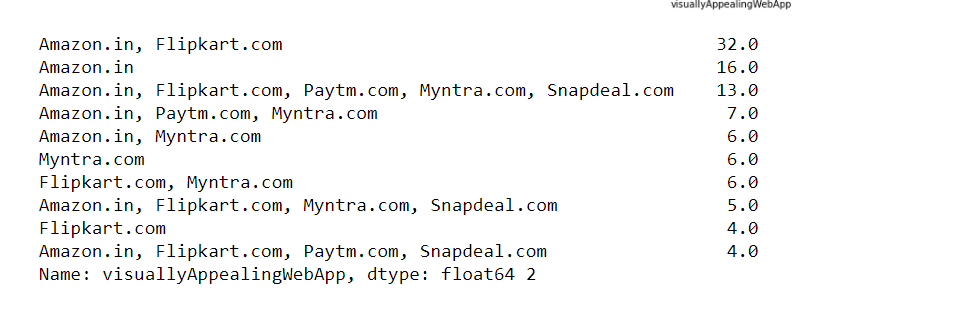 visuallyAppealingWebApp
Amazon.in, Flipkart.com 32.0
Amazon.in 16.0
Amazon.in, Flipkart.com, Paytm.com, Myntra.com, Snapdeal.com 13.0
Amazon.in, Paytm.com, Myntra.com 7.0
Amazon.in, Myntra.com 6.0
Myntra.com 6.0
Flipkart.com, Myntra.com 6.0
Amazon.in, Flipkart.com, Myntra.com, Snapdeal.com 5.0
Flipkart.com 4.0
Amazon.in, Flipkart.com, Paytm.com, Snapdeal.com 4.0
Name: visuallyAppealingWebApp, dtype: float64 2